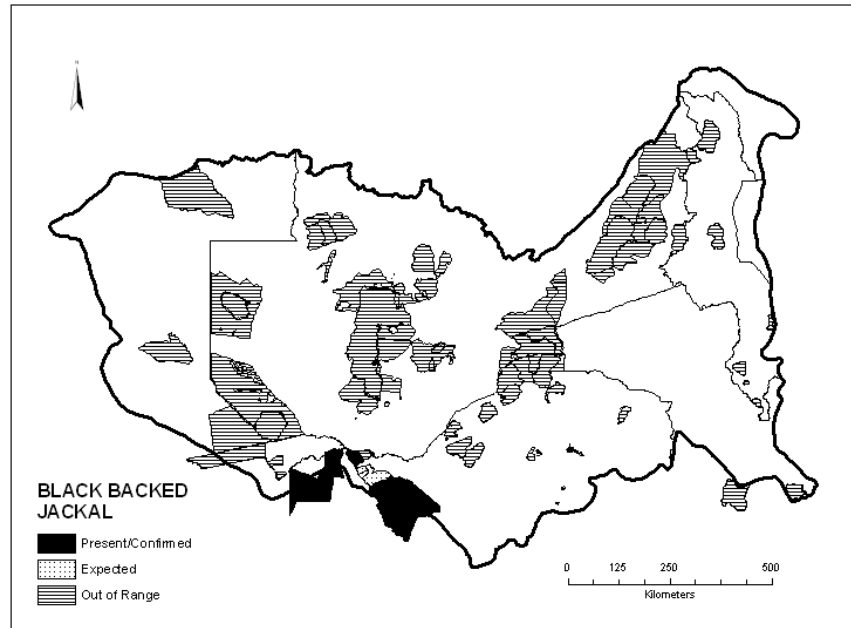 N
BLACK BACKED
JACKAL
Present/Confirmed
Expected
Out of Range
0 125 250 500
Kilometers